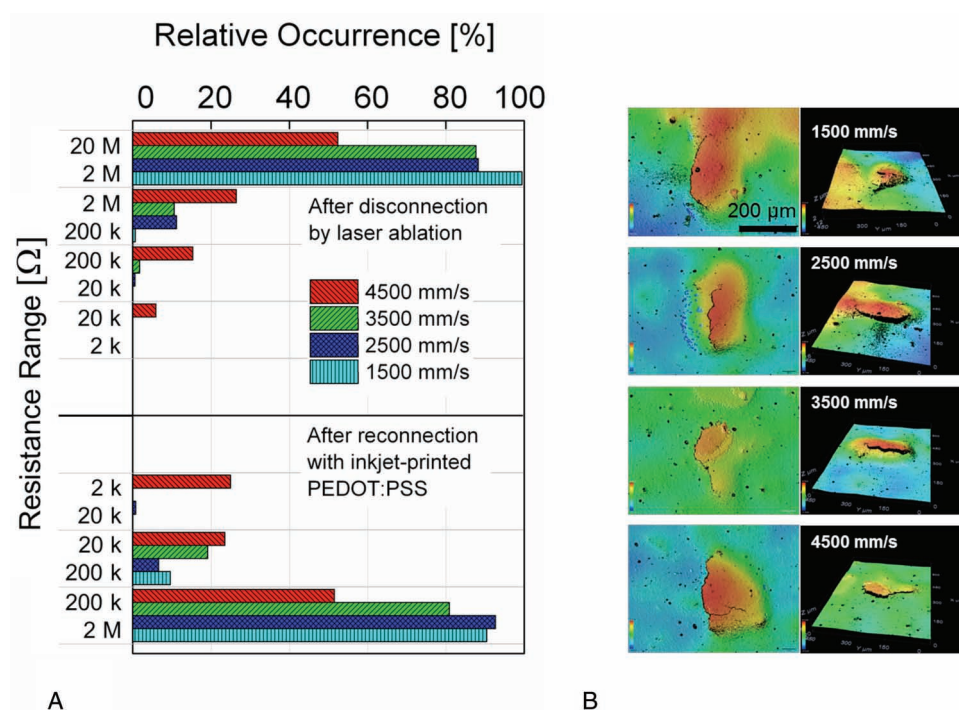 Relative Occurrence [%]
0 20 40 60 80 100
Resistance Range [Ω]
20 M
2 M
2 M
200 k
200 k
20 k
20 k
2 k
After disconnection
by laser ablation
4500 mm/s
3500 mm/s
2500 mm/s
1500 mm/s
After reconnection
with inkjet-printed
PEDOT:PSS
2 k
20 k
20 k
200 k
200 k
2 M
A
200 µm
1500 mm/s
2500 mm/s
3500 mm/s
4500 mm/s
B